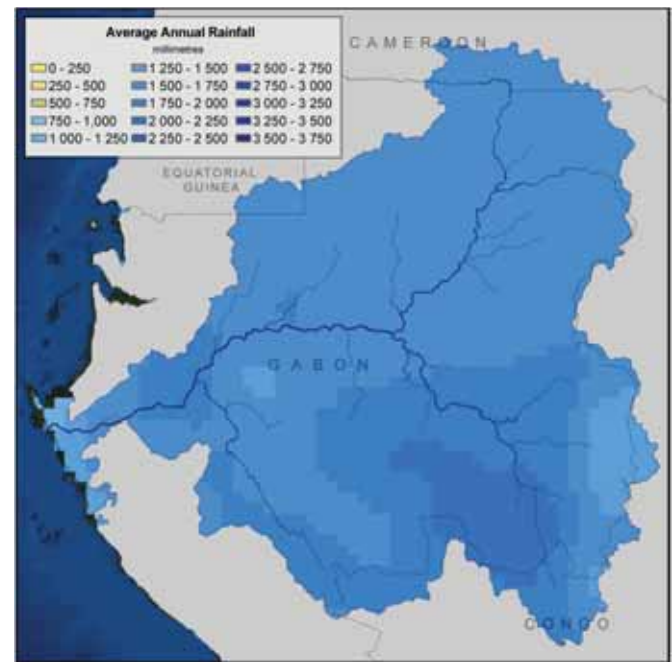 Average Annual Rainfall
millimetres
0 - 250
250 - 500
500 - 750
750 - 1,000
1 000 - 1 250
1 250 - 1 500
1 500 - 1 750
1 750 - 2 000
2 000 - 2 250
2 250 - 2 500
2 500 - 2 750
2 750 - 3 000
3 000 - 3 250
3 250 - 3 500
3 500 - 3 750
CAMEROON
EQUATORIAL
GUINEA
GABON
CONGO